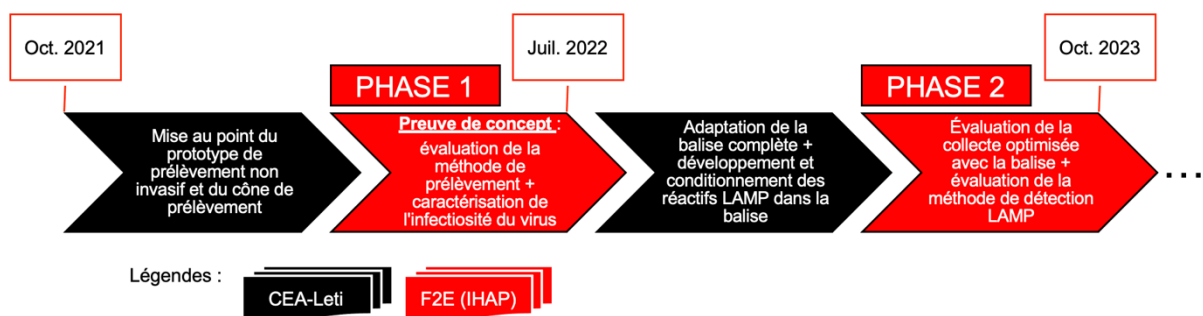 Oct. 2021
Juil. 2022
Oct. 2023
PHASE 1
PHASE 2
Mise au point du
prototype de
prélèvement non
invasif et du cône de
prélèvement
Preuve de concept :
évaluation de la
méthode de
prélèvement +
caractérisation de
l'infectiosité du virus
Adaptation de la
balise complète +
développement et
conditionnement des
réactifs LAMP dans la
balise
Évaluation de la
collecte optimisée
avec la balise +
évaluation de la
méthode de détection
LAMP
...
Légendes :
CEA-Leti
F2E (IHAP)